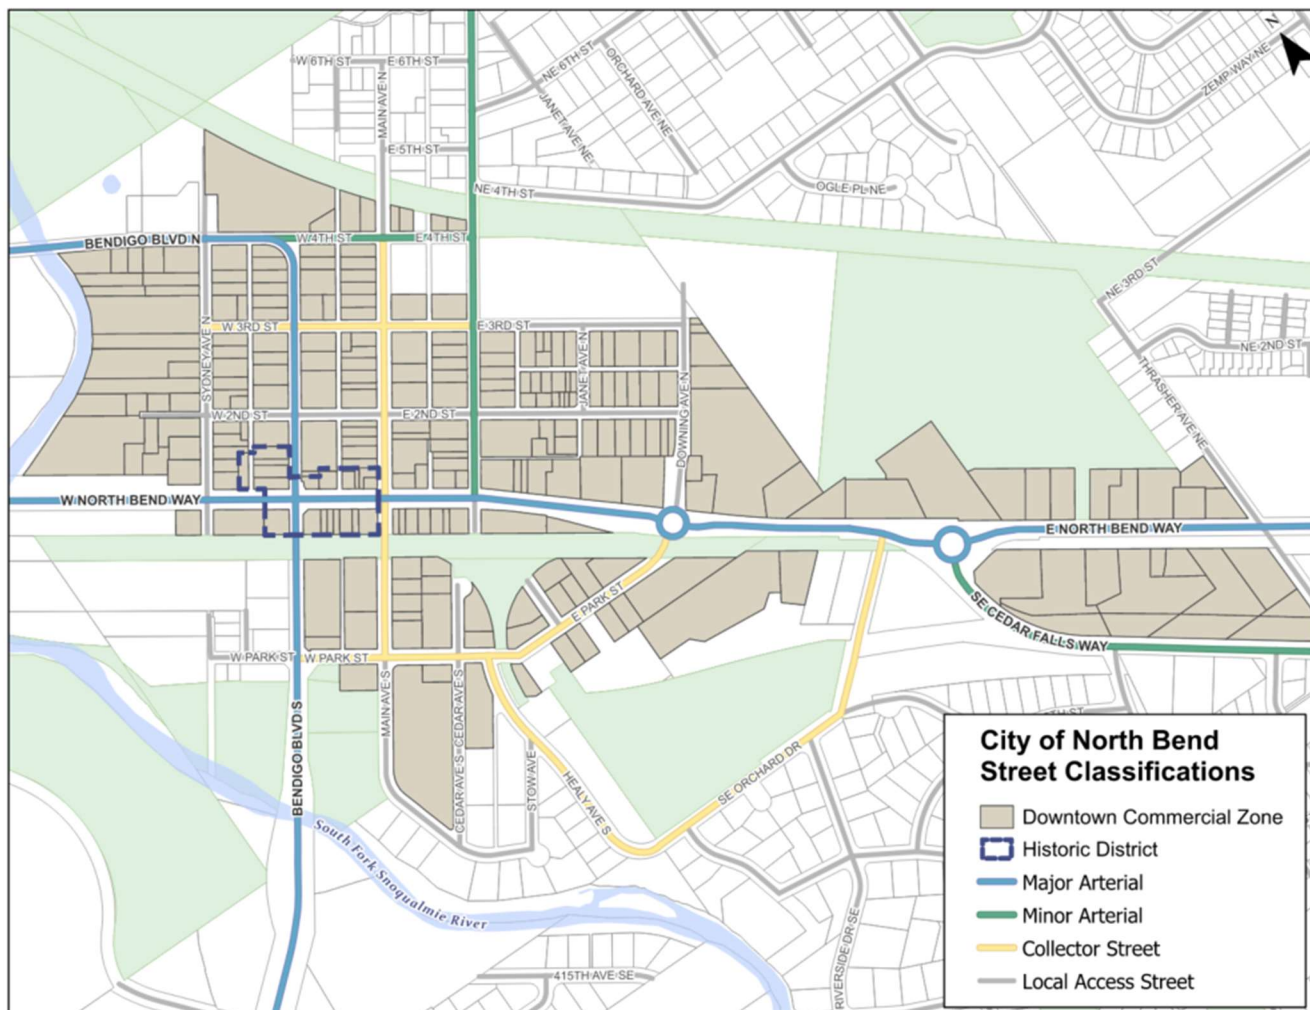 N
ZEMP WAY NE
W 6TH ST
E 6TH ST
NE 6TH ST
ORCHARD AVE NE
JANET AVE NE
MAIN AVE N
E 5TH ST
NE 4TH ST
OGLE PL NE
BENDIGO BLVD N
W 4TH ST
E 4TH ST
NE 3RD ST
W 3RD ST
E 3RD ST
SYDNEY AVE N
JANET AVE N
NE 2ND ST
THRASHER AVE NE
W 2ND ST
E 2ND ST
DOWNING AVE N
W NORTH BEND WAY
E NORTH BEND WAY
E PARK ST
SE CEDAR FALLS WAY
W PARK ST
W PARK ST
MAIN AVE S
CEDAR AVE S
CEDAR AVE S
BENDIGO BLVD S
STOW AVE
HEALY AVE S
SE ORCHARD DR
TH ST
South Fork Snoqualmie River
RIVERSIDE DR SE
415TH AVE SE
City of North Bend
Street Classifications
Downtown Commercial Zone
Historic District
Major Arterial
Minor Arterial
Collector Street
Local Access Street